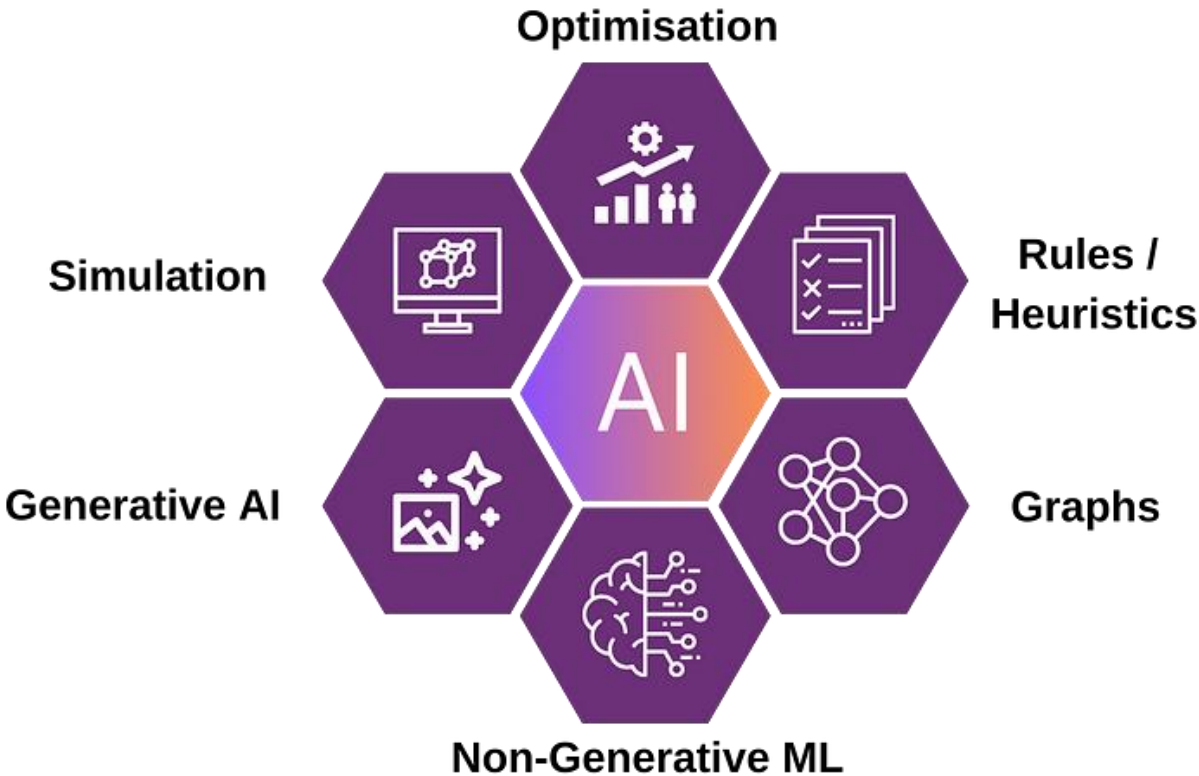 Optimisation
Simulation
Rules /
Heuristics
AI
Generative AI
Graphs
Non-Generative ML